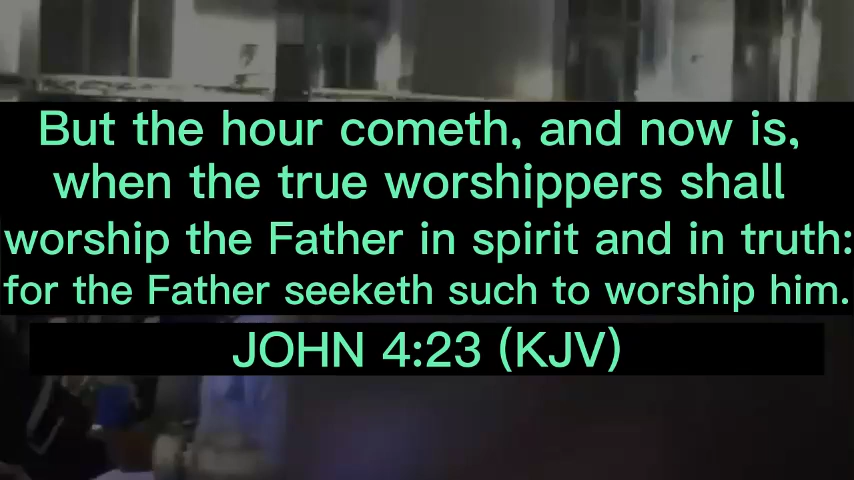 But the hour cometh, and now is,
when the true worshippers shall
worship the Father in spirit and in truth:
for the Father seeketh such to worship him.
JOHN 4:23 (KJV)